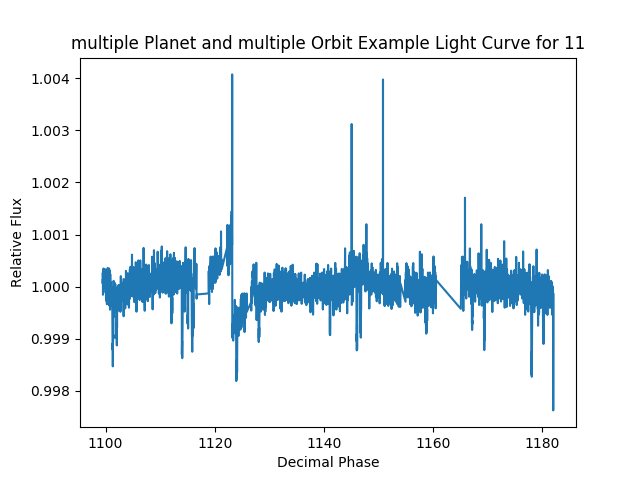 multiple Planet and multiple Orbit Example Light Curve for 11
1.004
1.003
1.002
1.001
1.000
0.999
0.998
Relative Flux
1100 1120 1140 1160 1180
Decimal Phase